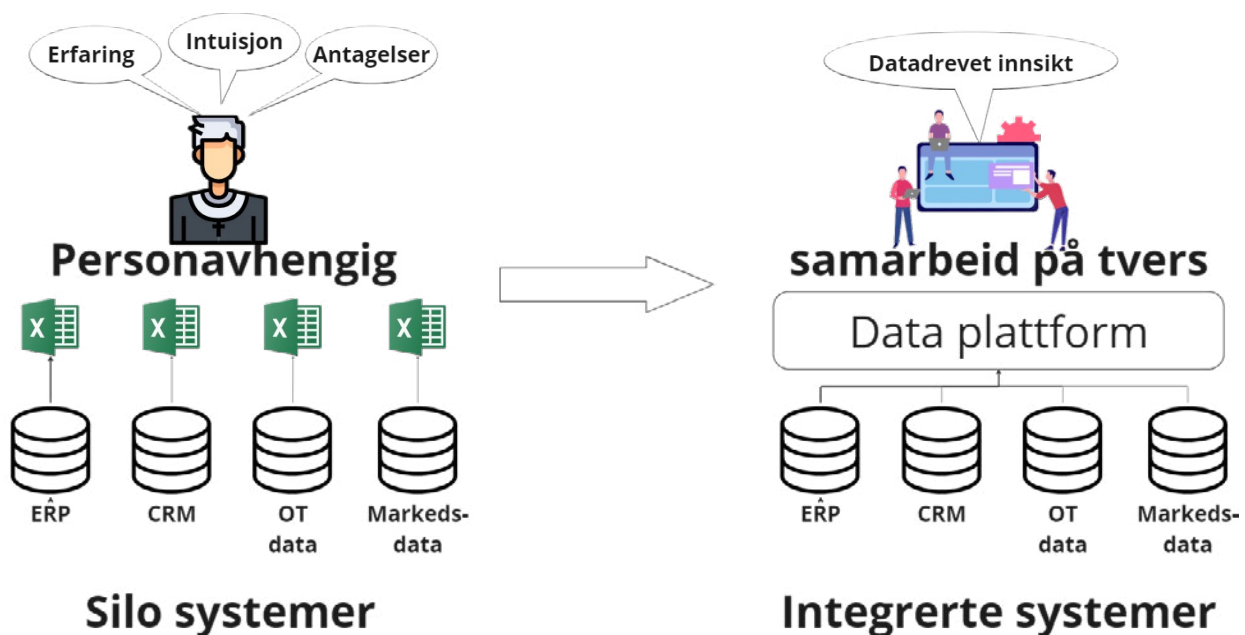 Erfaring
Intuisjon
Antagelser
Personavhengig
X
X
X
X
ERP
CRM
OT
data
Markeds-
data
Silo systemer
Datadrevet innsikt
samarbeid på tvers
Data plattform
ERP
CRM
OT
data
Markeds-
data
Integrerte systemer